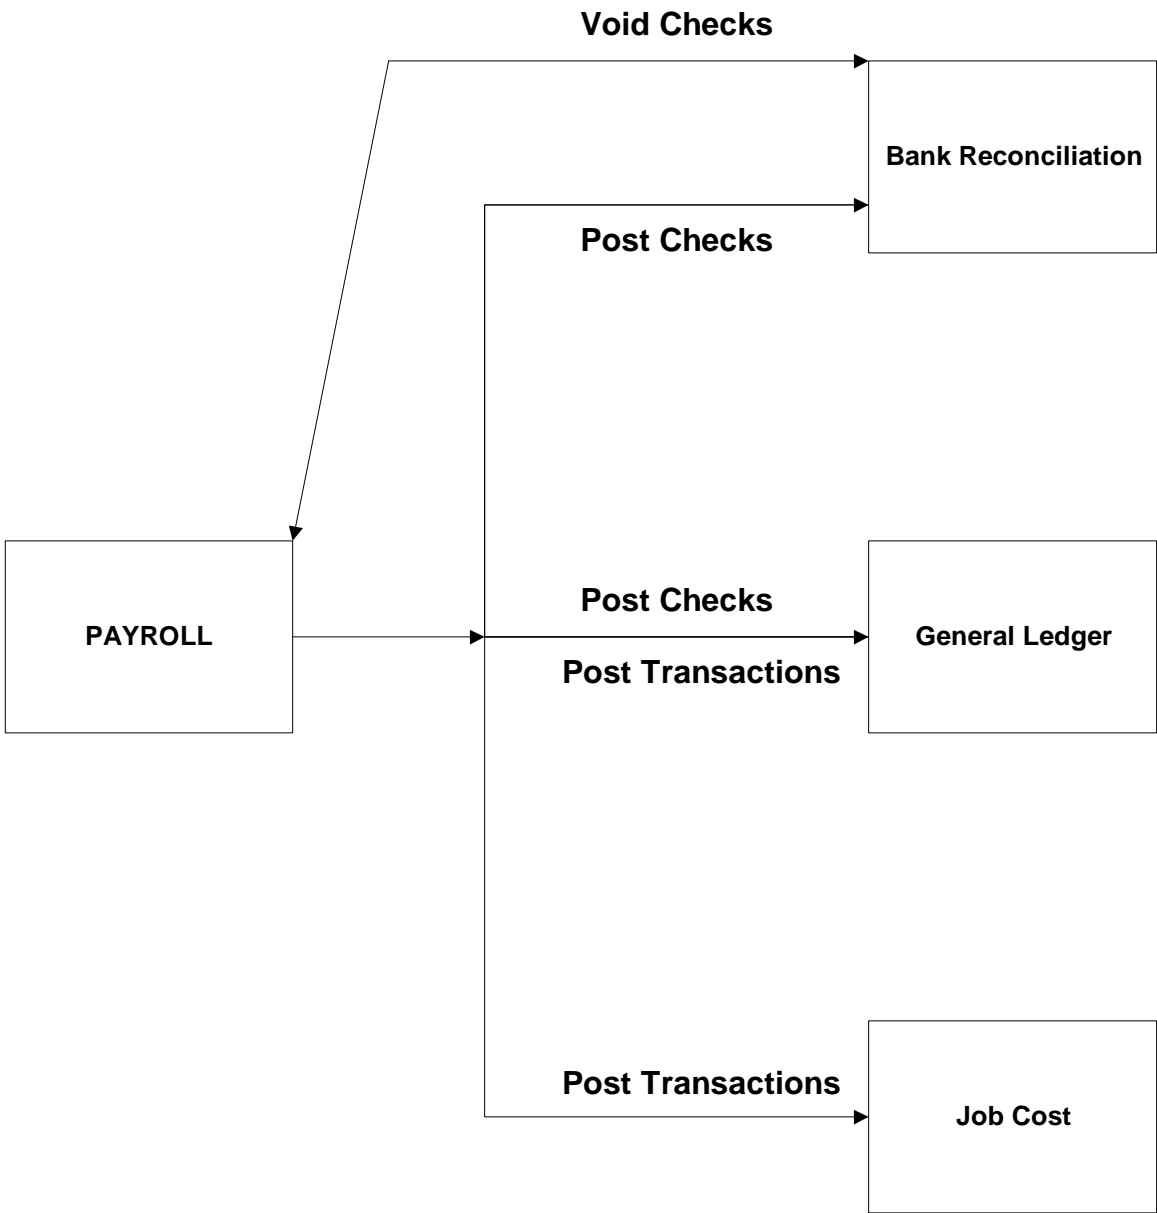 Void Checks
Bank Reconciliation
Post Checks
Post Checks
PAYROLL
General Ledger
Post Transactions
Post Transactions
Job Cost